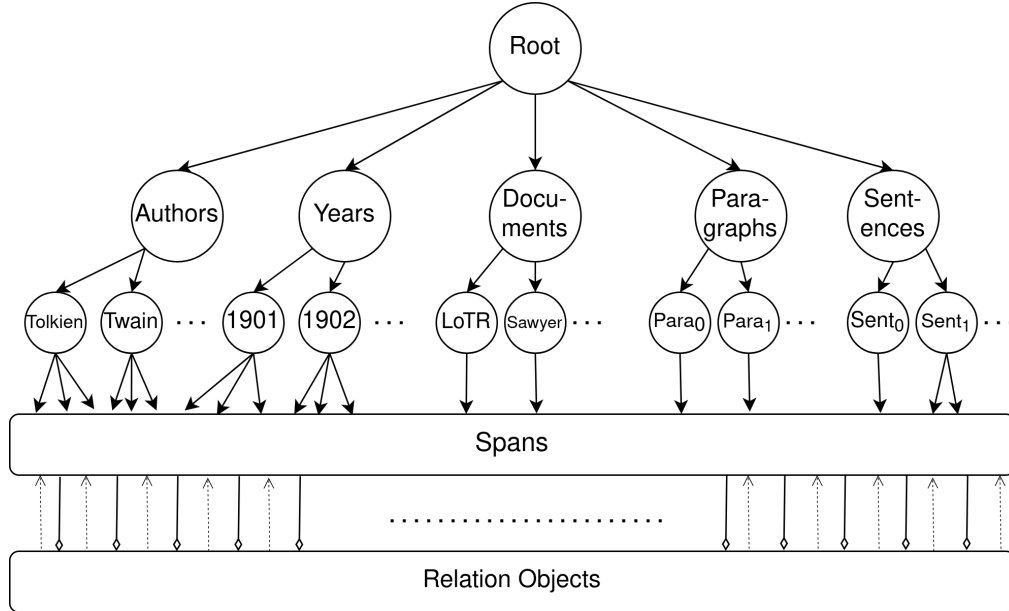 Root
Authors
Years
Docu-
ments
Para-
graphs
Sent-
ences
Tolkien
Twain
...
1901
1902
...
LoTR
Sawyer
...
Para0
Para1
...
Sent0
Sent1
...
Spans
.......................
Relation Objects